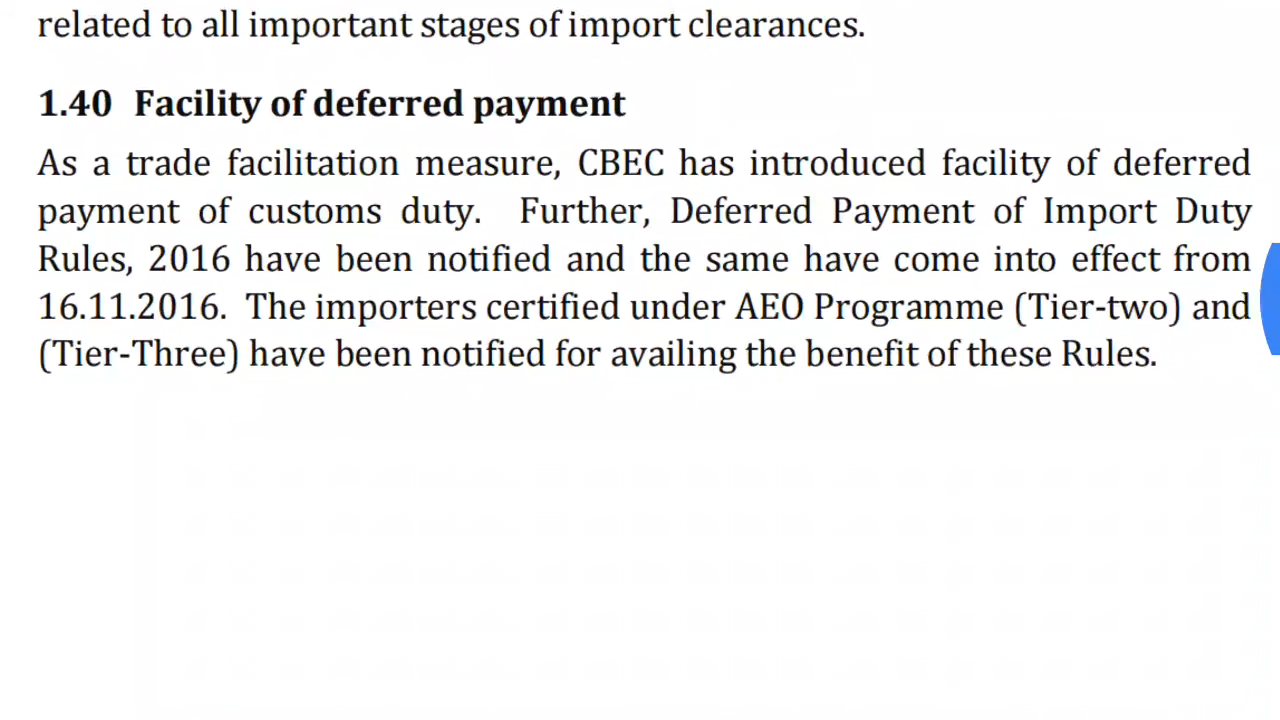 related to all important stages of import clearances.
1.40 Facility of deferred payment
As a trade facilitation measure, CBEC has introduced facility of deferred
payment of customs duty. Further, Deferred Payment of Import Duty
Rules, 2016 have been notified and the same have come into effect from
16.11.2016. The importers certified under AEO Programme (Tier-two) and
(Tier-Three) have been notified for availing the benefit of these Rules.